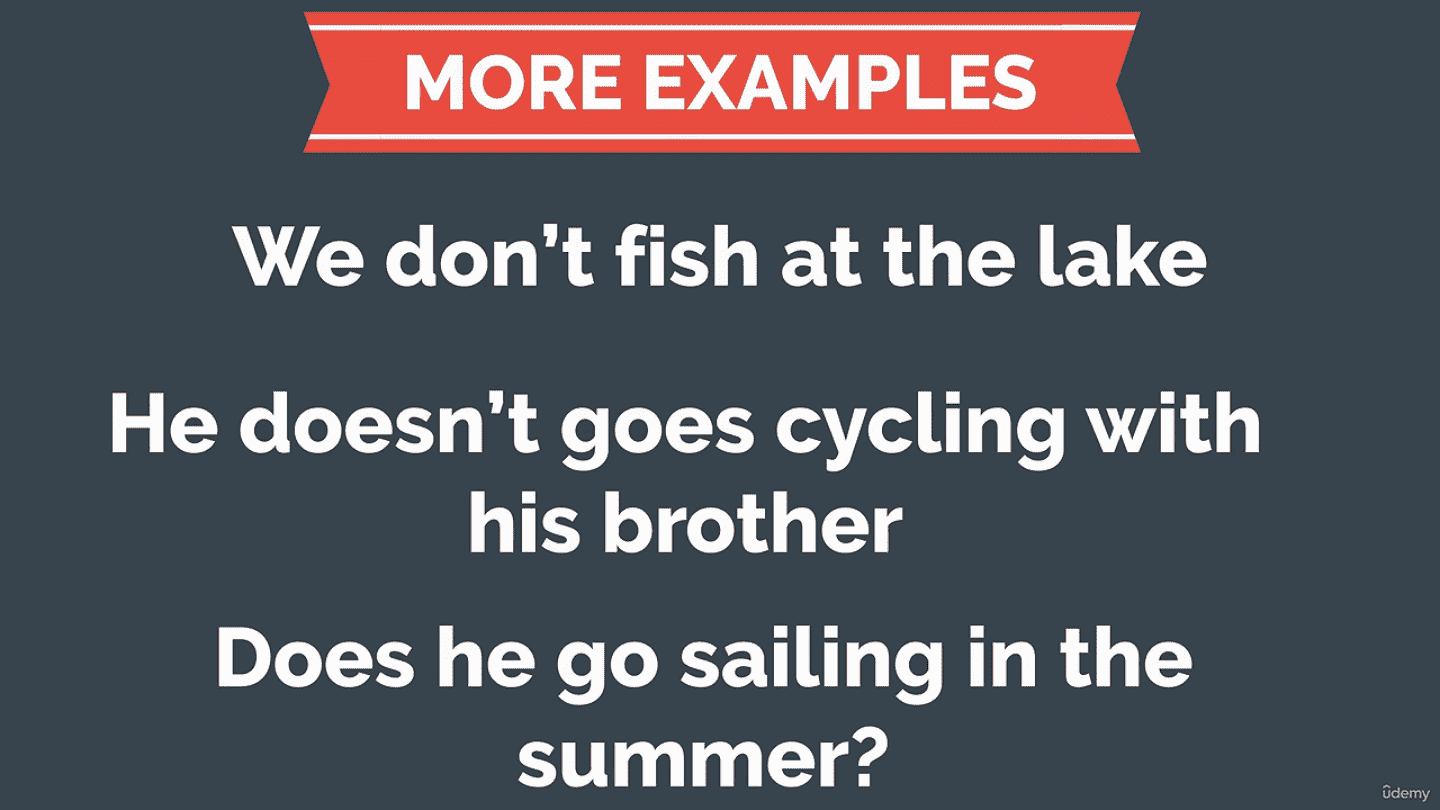 MORE EXAMPLES
We don’t fish at the lake
He doesn’t goes cycling with
his brother
Does he go sailing in the
summer?
ûdemy